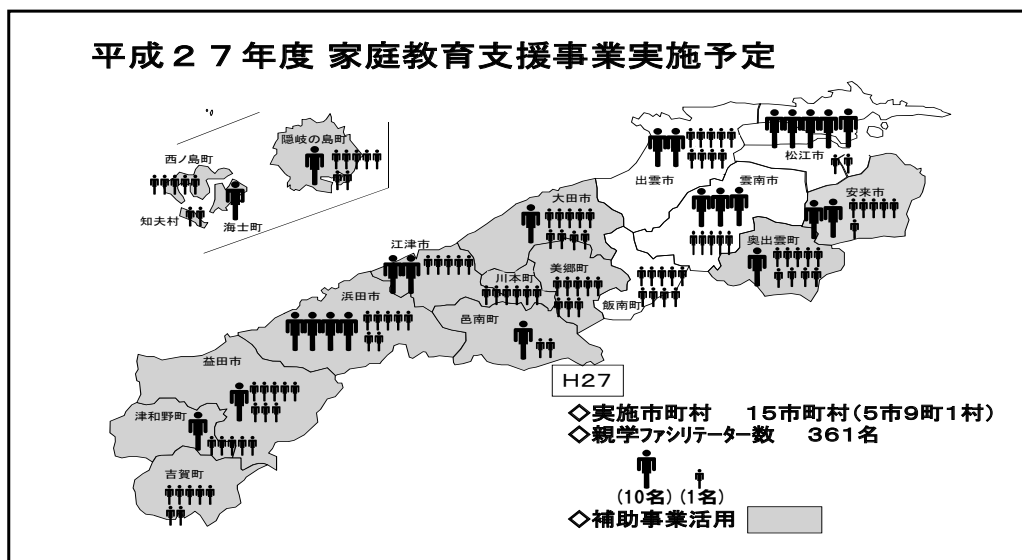 平成２７年度 家庭教育支援事業実施予定
隠岐の島町
西ノ島町
知夫村
海士町
松江市
出雲市
雲南市
安来市
大田市
奥出雲町
江津市
川本町
美郷町
飯南町
浜田市
邑南町
益田市
津和野町
吉賀町
H27
◇実施市町村　15市町村(5市9町1村)
◇親学ファシリテーター数　361名
(10名) (1名)
◇補助事業活用